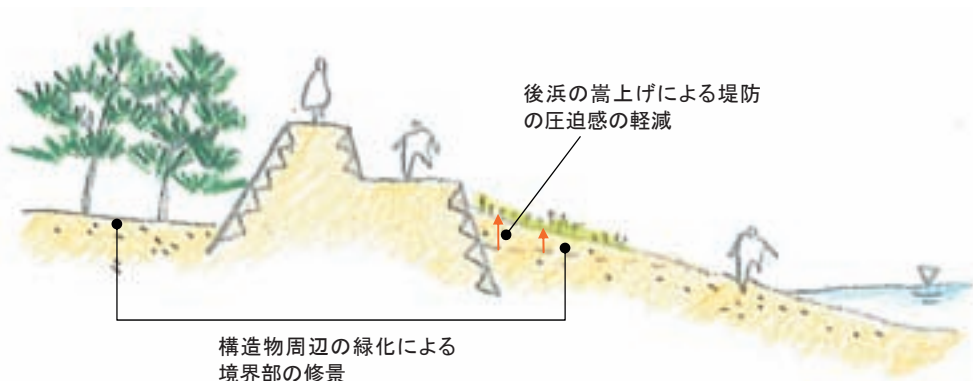 後浜の嵩上げによる堤防
の圧迫感の軽減
構造物周辺の緑化による
境界部の修景